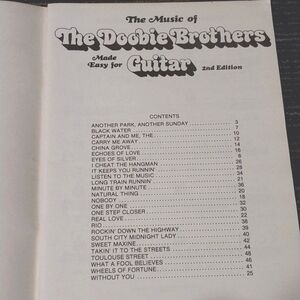 The Music of
The Doobie Brothers
Made
Easy for
Guitar
2nd Edition
CONTENTS
ANOTHER PARK, ANOTHER SUNDAY 3
BLACK WATER 7
CAPTAIN AND ME, THE 10
CARRY ME AWAY 12
CHINA GROVE 14
ECHOES OF LOVE 16
EYES OF SILVER 8
I CHEAT THE HANGMAN 26
IT KEEPS YOU RUNNIN' 28
LISTEN TO THE MUSIC 34
LONG TRAIN RUNNIN' 21
MINUTE BY MINUTE 36
NATURAL THING 20
NOBODY 18
ONE BY ONE 32
ONE STEP CLOSER 30
REAL LOVE 22
RIO 38
ROCKIN' DOWN THE HIGHWAY 39
SOUTH CITY MIDNIGHT LADY 40
SWEET MAXINE 42
TAKIN' IT TO THE STREETS 44
TOULOUSE STREET 48
WHAT A FOOL BELIEVES 46
WHEELS OF FORTUNE 41
WITHOUT YOU 25